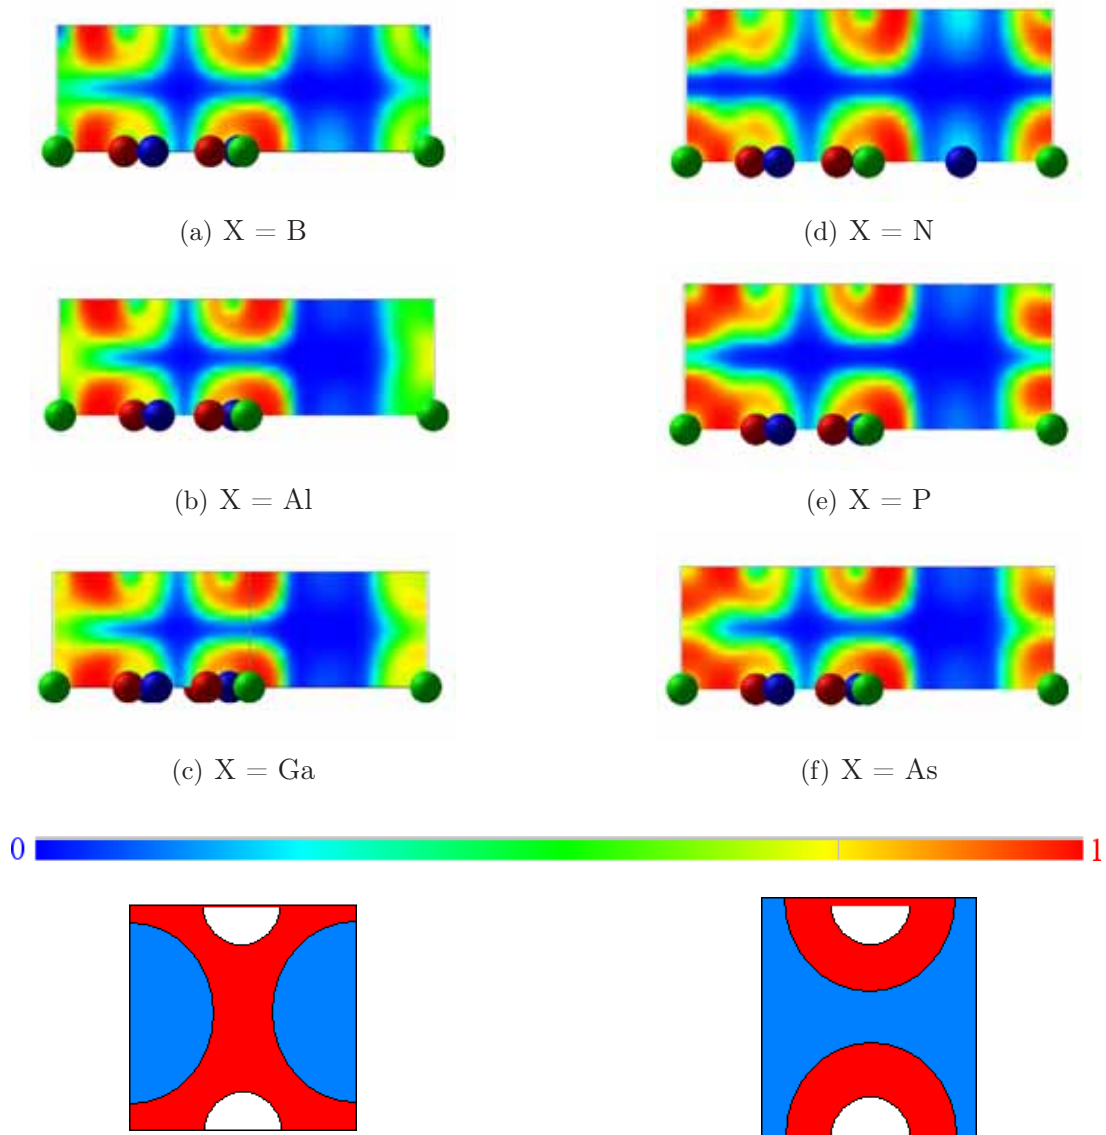 (a) X = B
(d) X = N
(b) X = Al
(e) X = P
(c) X = Ga
(f) X = As
0 1